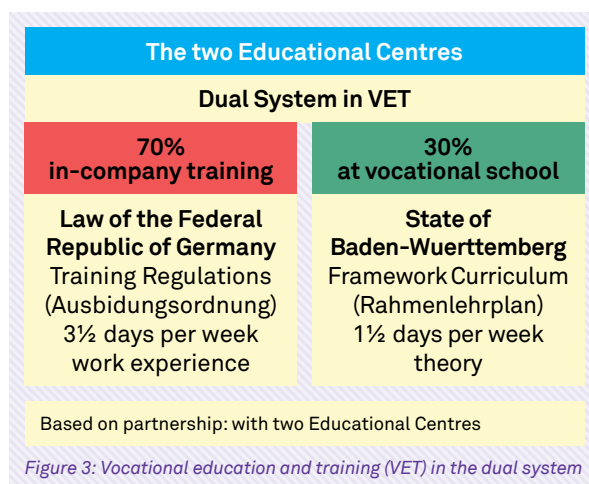 The two Educational Centres
Dual System in VET
70%
in-company training
30%
at vocational school
Law of the Federal
Republic of Germany
Training Regulations
(Ausbidungsordnung)
3½ days per week
work experience
State of
Baden-Wuerttemberg
Framework Curriculum
(Rahmenlehrplan)
1½ days per week
theory
Based on partnership: with two Educational Centres
Figure 3: Vocational education and training (VET) in the dual system